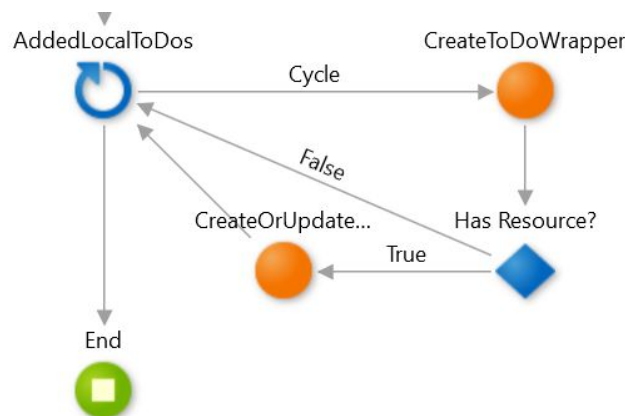 AddedLocalToDos
CreateToDoWrapper
Cycle
False
CreateOrUpdate...
Has Resource?
True
End